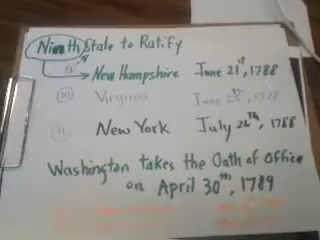 Ninth State to Ratify
9 New Hampshire June 21st, 1788
10 Virginia June 25th, 1788
11 New York July 26th, 1788
Washington takes the Oath of Office
on April 30th, 1789